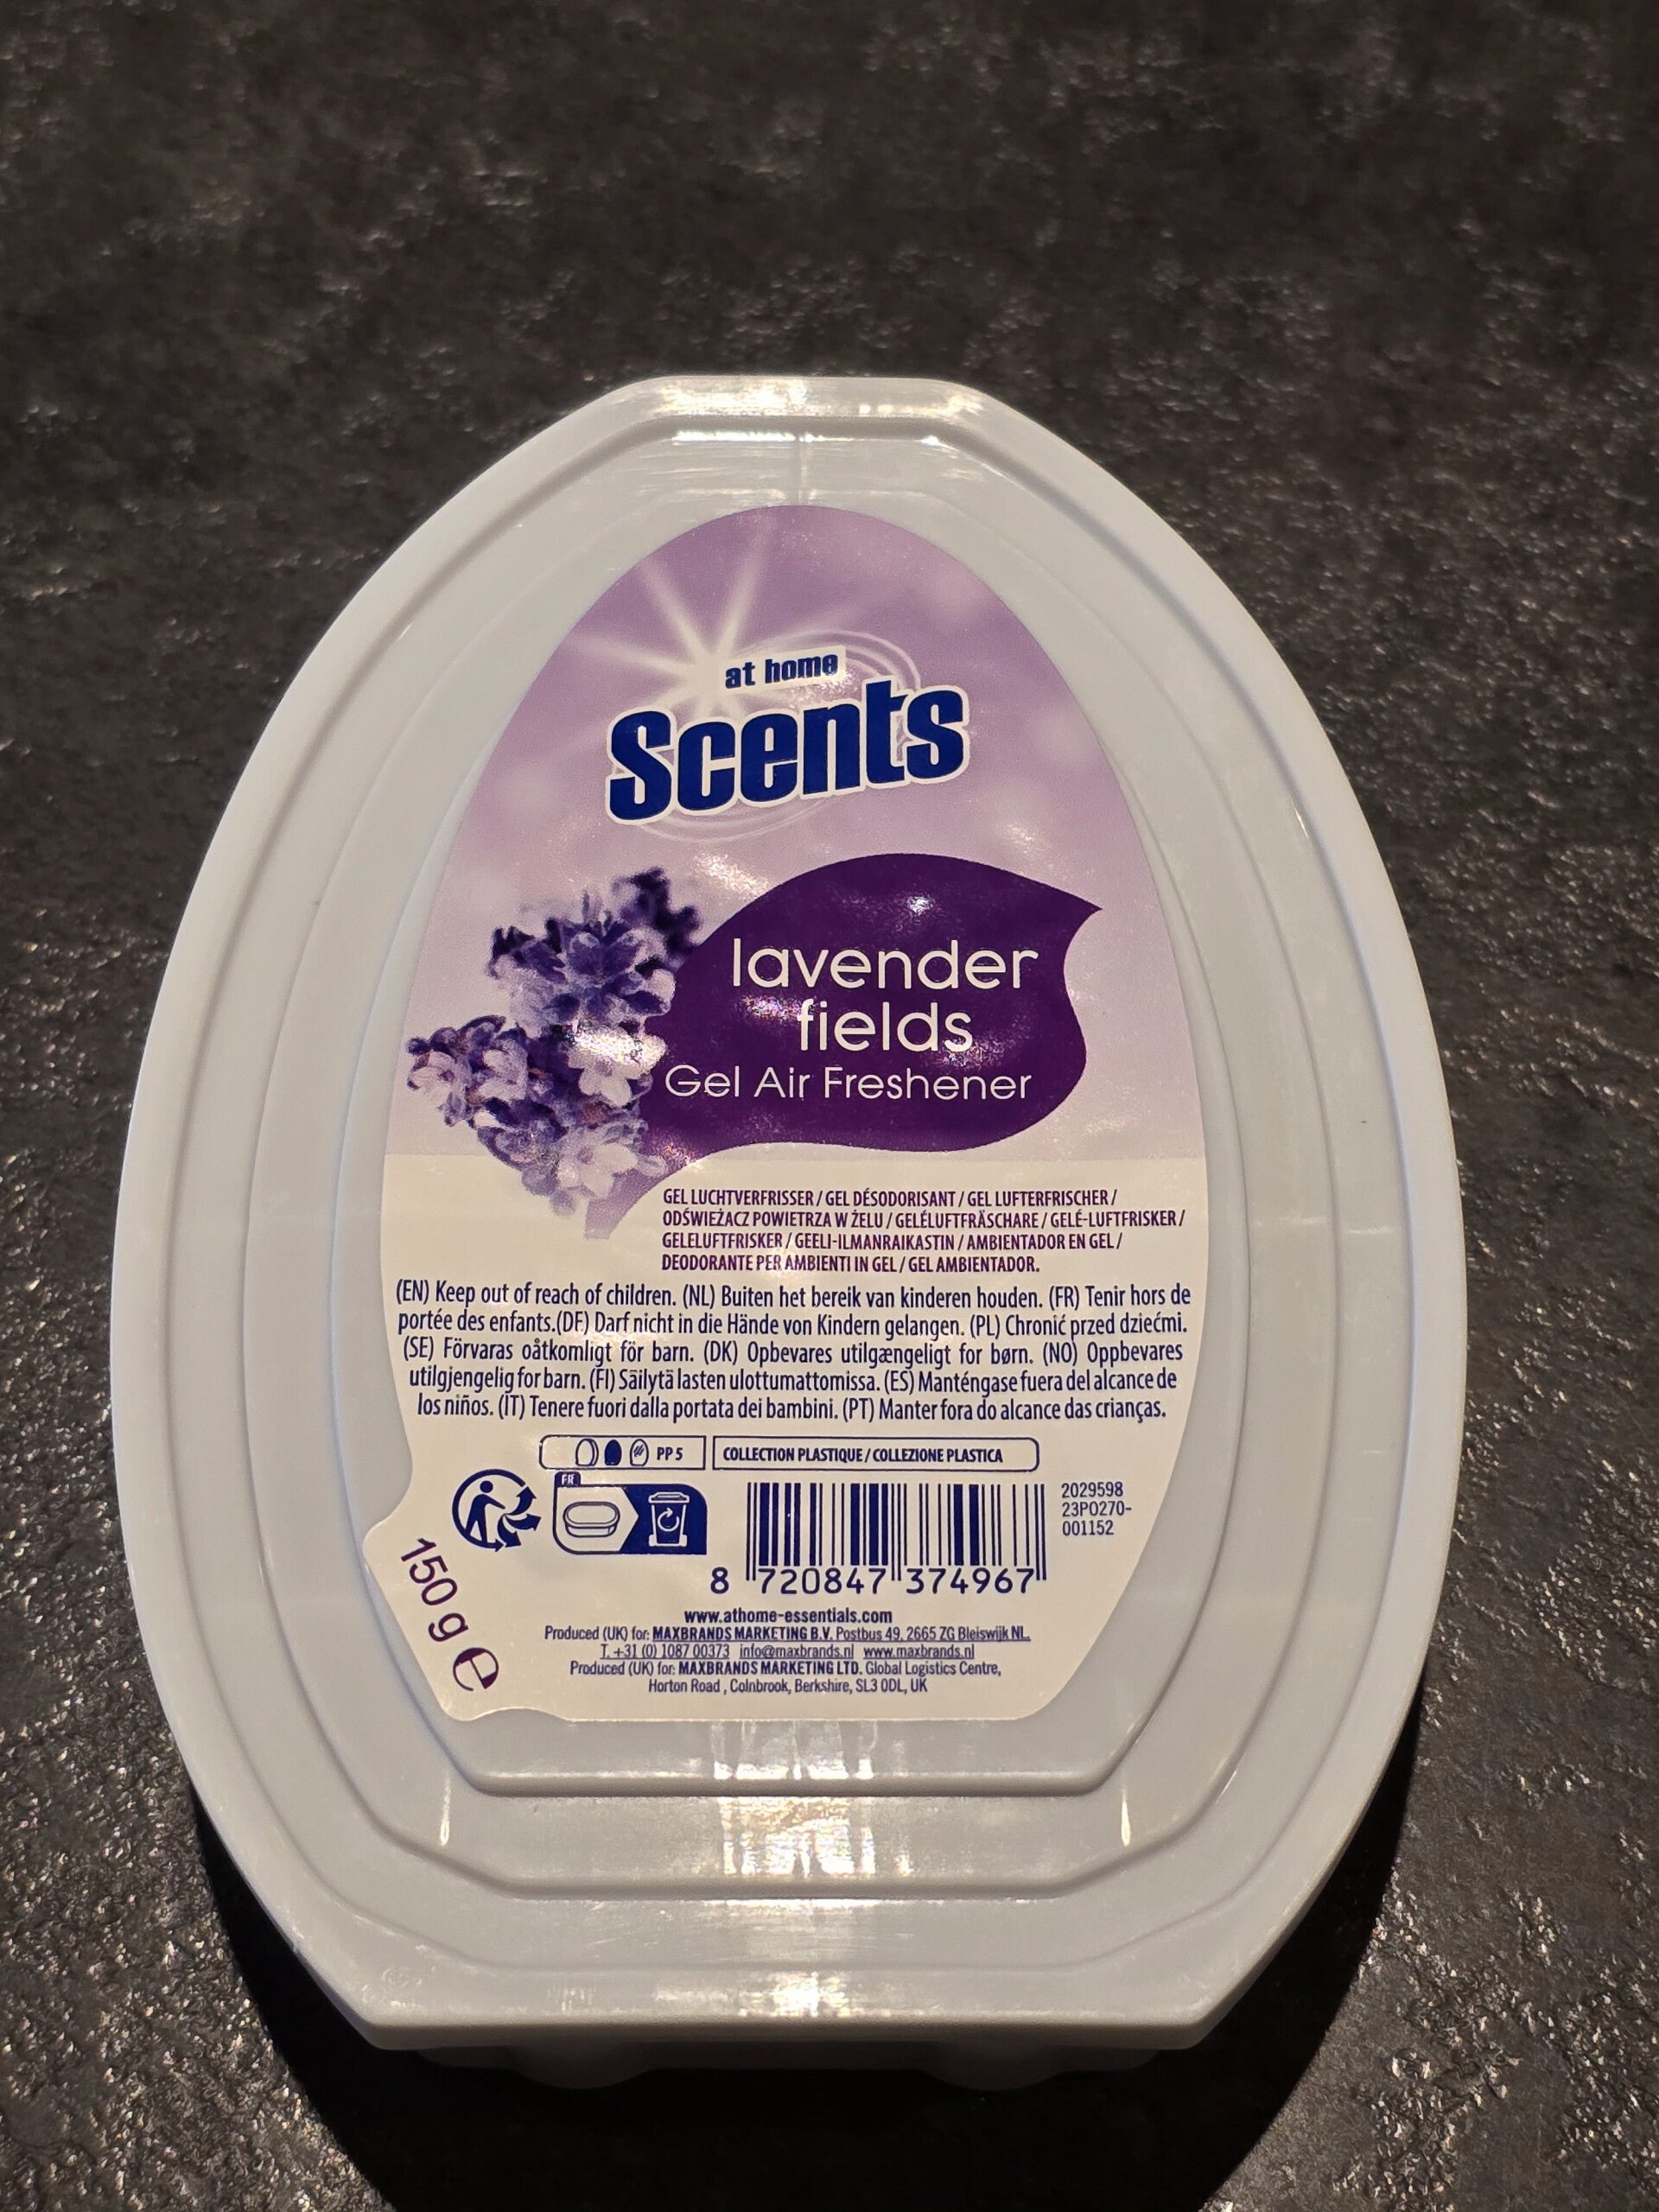 at home
Scents
lavender
fields
Gel Air Freshener
GEL LUCHTVERFRISSER / GEL DÉSODORISANT / GEL LUFTERFRISCHER /
ODŚWIEŻACZ POWIETRZA W ŻELU / GELÉLUFTFRÄSCHARE / GELÉ-LUFTFRISKER /
GELELUFTFRISKER / GEELI-ILMANRAIKASTIN / AMBIENTADOR EN GEL /
DEODORANTE PER AMBIENTI IN GEL / GEL AMBIENTADOR.
(EN) Keep out of reach of children. (NL) Buiten het bereik van kinderen houden. (FR) Tenir hors de
portée des enfants.(DE) Darf nicht in die Hände von Kindern gelangen. (PL) Chronić przed dziećmi.
(SE) Förvaras oåtkomligt för barn. (DK) Opbevares utilgængeligt for børn. (NO) Oppbevares
utilgjengelig for barn. (FI) Säilytä lasten ulottumattomissa. (ES) Manténgase fuera del alcance de
los niños. (IT) Tenere fuori dalla portata dei bambini. (PT) Manter fora do alcance das crianças.
PP 5 COLLECTION PLASTIQUE / COLLEZIONE PLASTICA
FR
2029598
23PO270-
001152
8 720847 374967
150 g e
www.athome-essentials.com
Produced (UK) for: MAXBRANDS MARKETING B.V. Postbus 49, 2665 ZG Bleiswijk NL.
T. +31 (0) 1087 00373 info@maxbrands.nl www.maxbrands.nl
Produced (UK) for: MAXBRANDS MARKETING LTD. Global Logistics Centre,
Horton Road , Colnbrook, Berkshire, SL3 0DL, UK